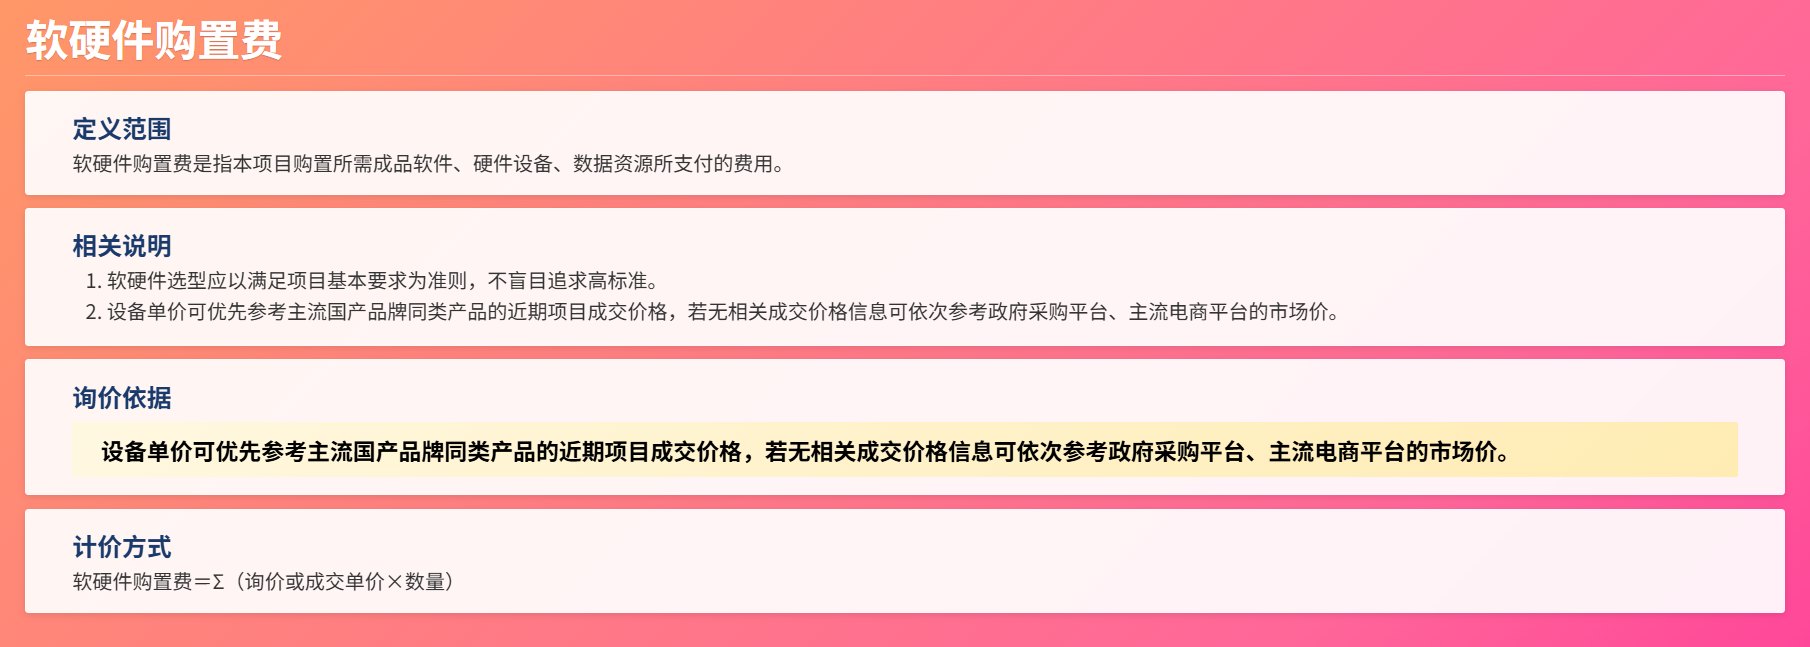 软硬件购置费
定义范围
软硬件购置费是指本项目购置所需成品软件、硬件设备、数据资源所支付的费用。
相关说明
1. 软硬件选型应以满足项目基本要求为准则，不盲目追求高标准。
2. 设备单价可优先参考主流国产品牌同类产品的近期项目成交价格，若无相关成交价格信息可依次参考政府采购平台、主流电商平台的市场价。
询价依据
设备单价可优先参考主流国产品牌同类产品的近期项目成交价格，若无相关成交价格信息可依次参考政府采购平台、主流电商平台的市场价。
计价方式
软硬件购置费＝Σ（询价或成交单价×数量）